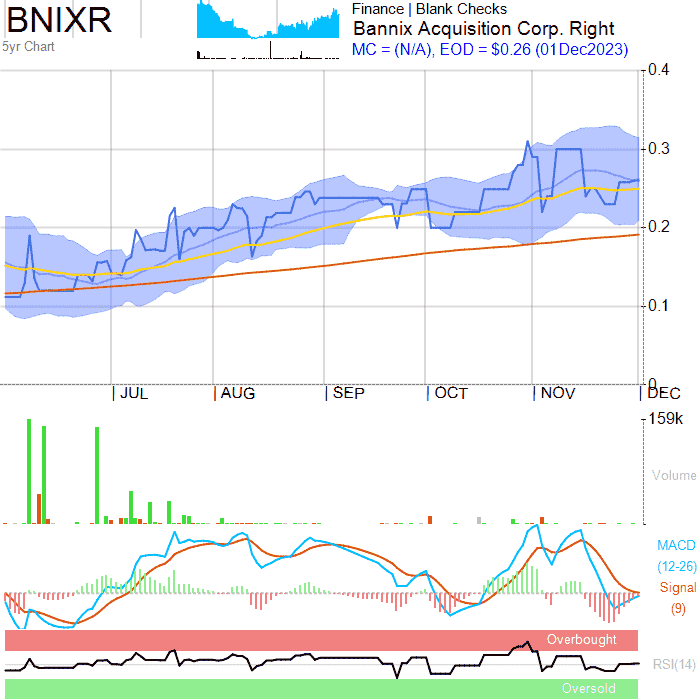 BNIXR
5yr Chart
Finance | Blank Checks
Bannix Acquisition Corp. Right
MC = (N/A), EOD = $0.26 (01Dec2023)
0.4
0.3
0.2
0.1
0
JUL AUG SEP OCT NOV DEC
159k
Volume
MACD
(12-26)
Signal
(9)
Overbought
RSI(14)
Oversold